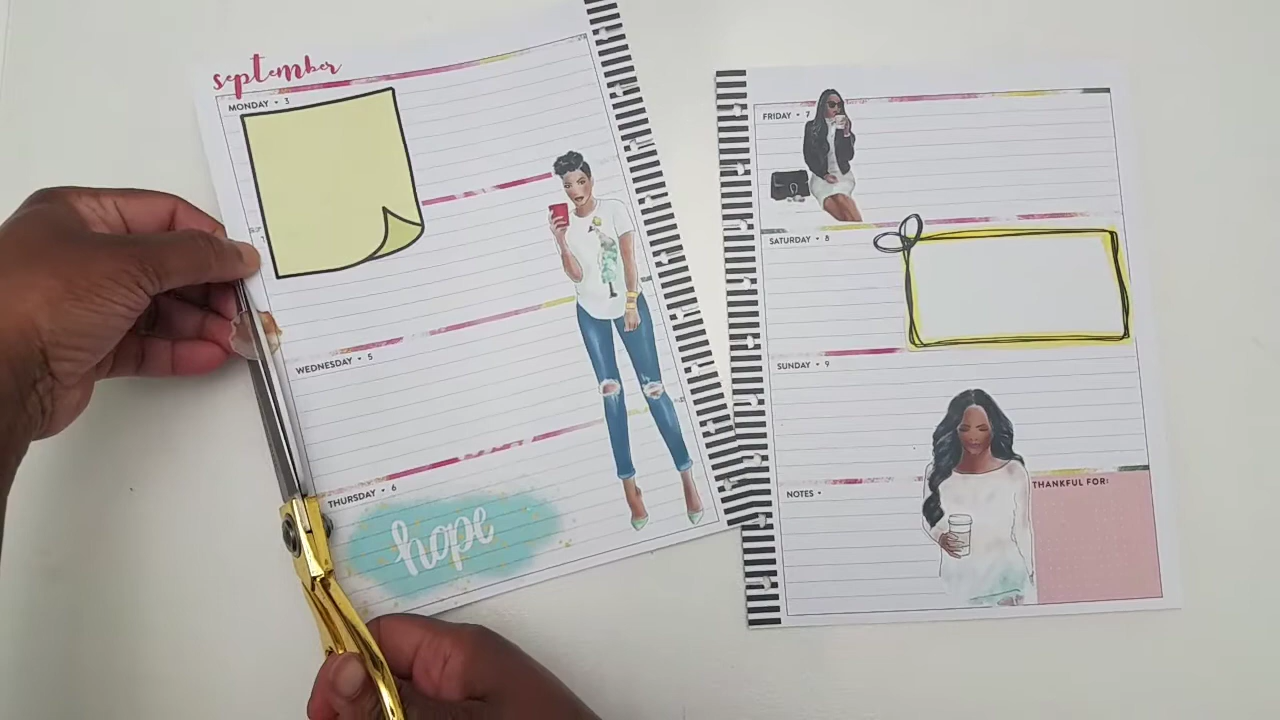 september
MONDAY • 3
WEDNESDAY • 5
THURSDAY • 6
hope
FRIDAY • 7
SATURDAY • 8
SUNDAY • 9
NOTES •
THANKFUL FOR: